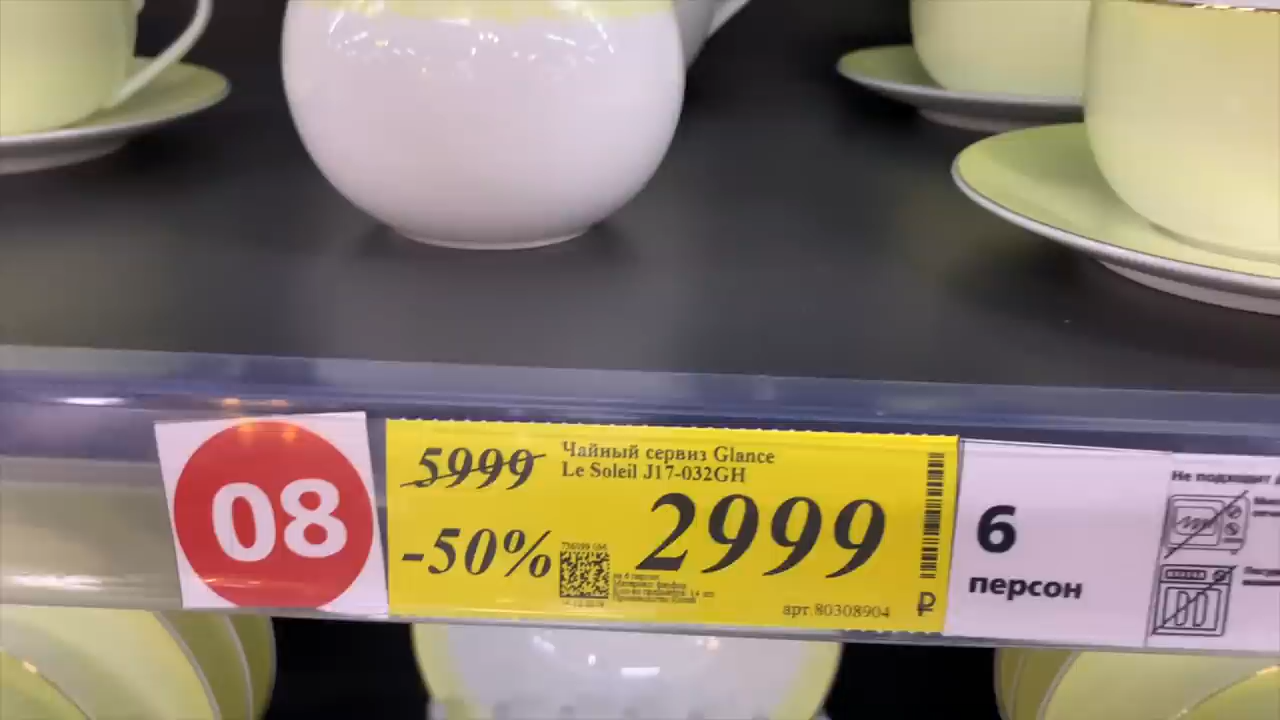 08
5999
-50%
Чайный сервиз Glance
Le Soleil J17-032GH
2999
арт.80308904
₽
6
персон
Не подходит